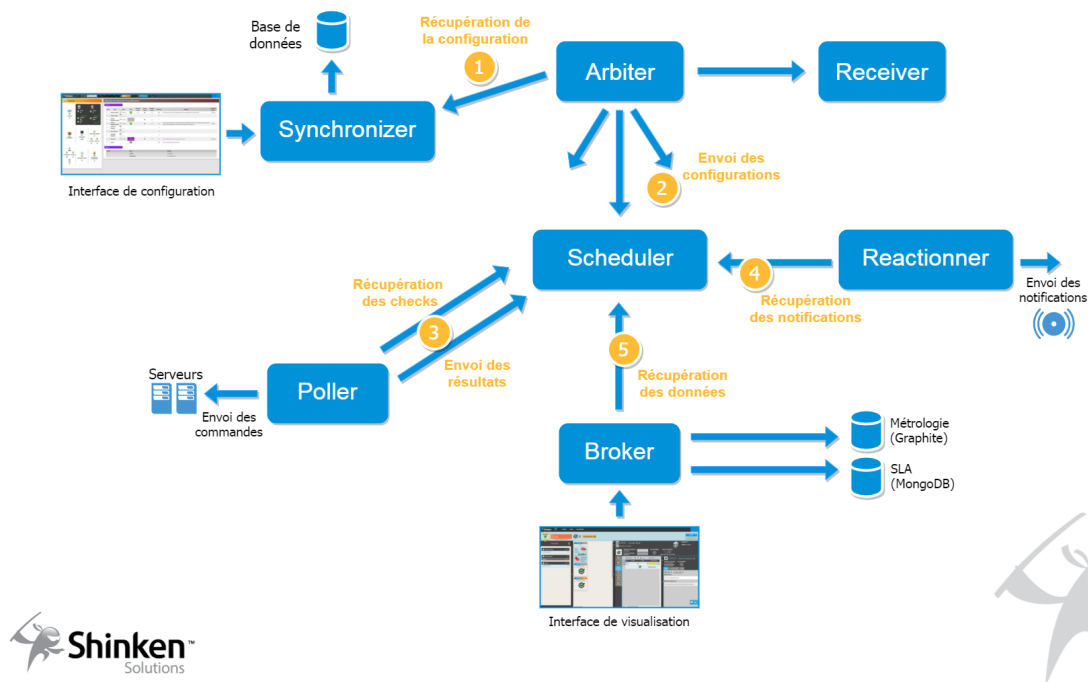 Base de
données
Récupération de
la configuration
1
Arbiter
Receiver
Synchronizer
Interface de configuration
Envoi des
configurations
2
Scheduler
Reactionner
4
Récupération
des notifications
Envoi des
notifications
Récupération
des checks
3
Envoi des
résultats
5
Récupération
des données
Serveurs
Envoi des
commandes
Poller
Broker
Métrologie
(Graphite)
SLA
(MongoDB)
Interface de visualisation
Shinken™
Solutions